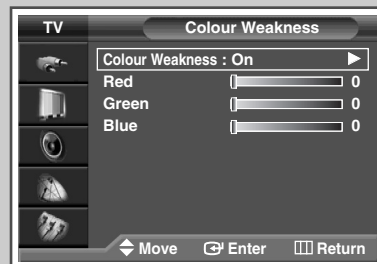 TV Colour Weakness
Colour Weakness : On
Red 0
Green 0
Blue 0
Move Enter Return